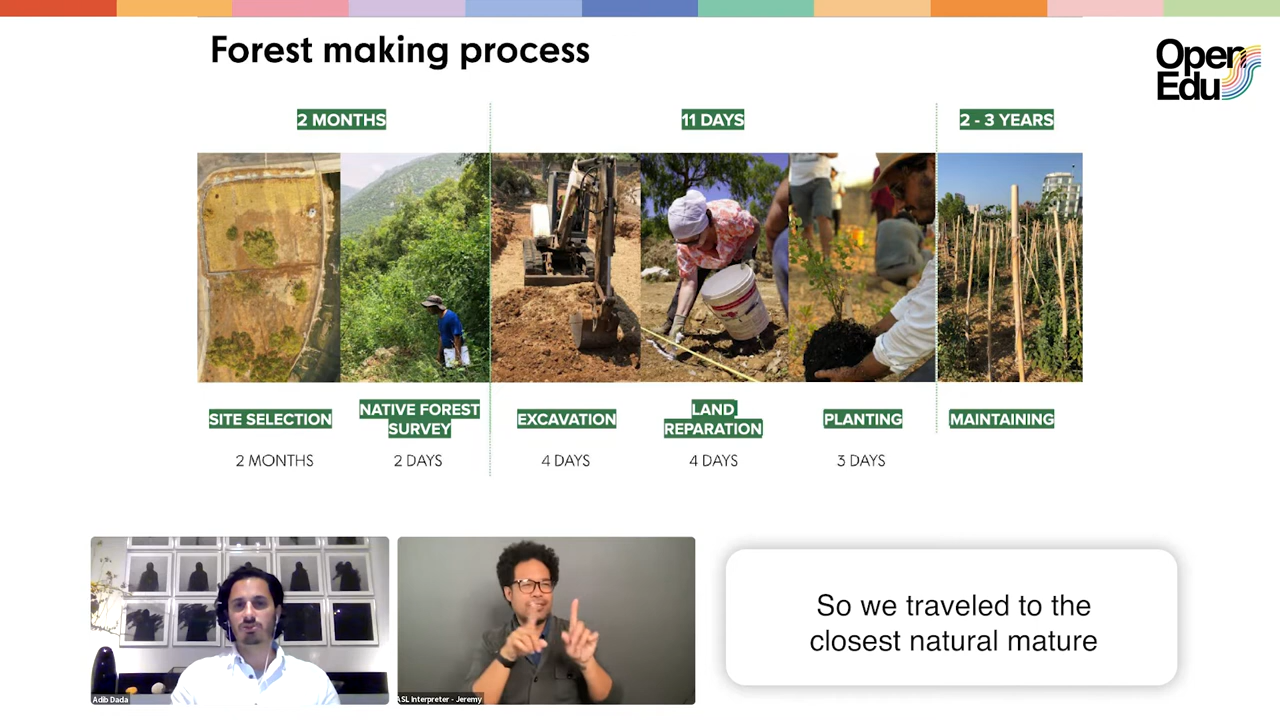 Forest making process
Open
Edu
2 MONTHS
11 DAYS
2 - 3 YEARS
SITE SELECTION
NATIVE FOREST
SURVEY
EXCAVATION
LAND
REPARATION
PLANTING
MAINTAINING
2 MONTHS
2 DAYS
4 DAYS
4 DAYS
3 DAYS
Adib Dada
ASL Interpreter - Jeremy
So we traveled to the
closest natural mature